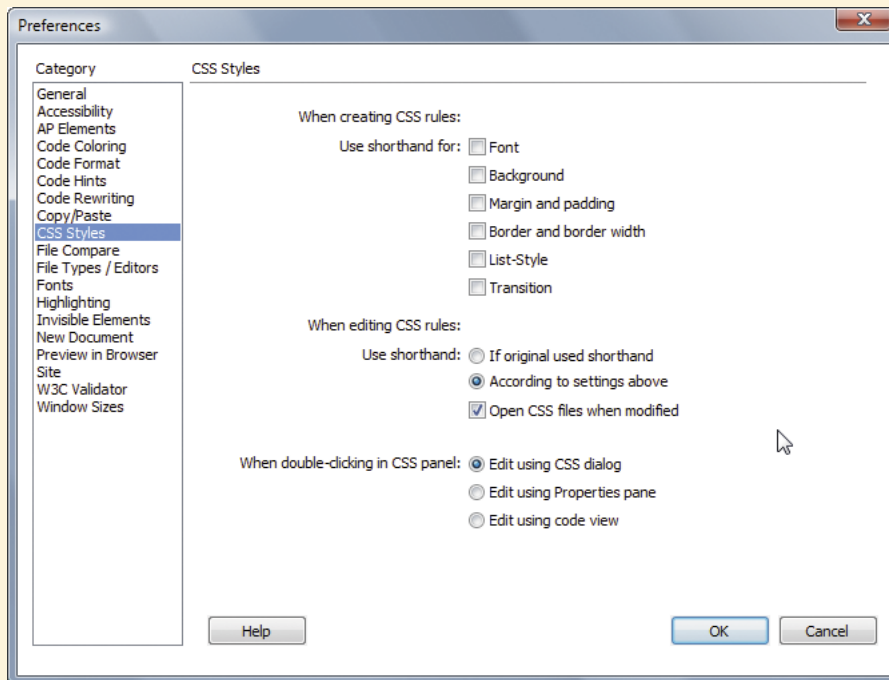 Preferences
Category
General
Accessibility
AP Elements
Code Coloring
Code Format
Code Hints
Code Rewriting
Copy/Paste
CSS Styles
File Compare
File Types / Editors
Fonts
Highlighting
Invisible Elements
New Document
Preview in Browser
Site
W3C Validator
Window Sizes
CSS Styles
When creating CSS rules:
Use shorthand for: Font
Background
Margin and padding
Border and border width
List-Style
Transition
When editing CSS rules:
Use shorthand: If original used shorthand
According to settings above
Open CSS files when modified
When double-clicking in CSS panel: Edit using CSS dialog
Edit using Properties pane
Edit using code view
Help OK Cancel